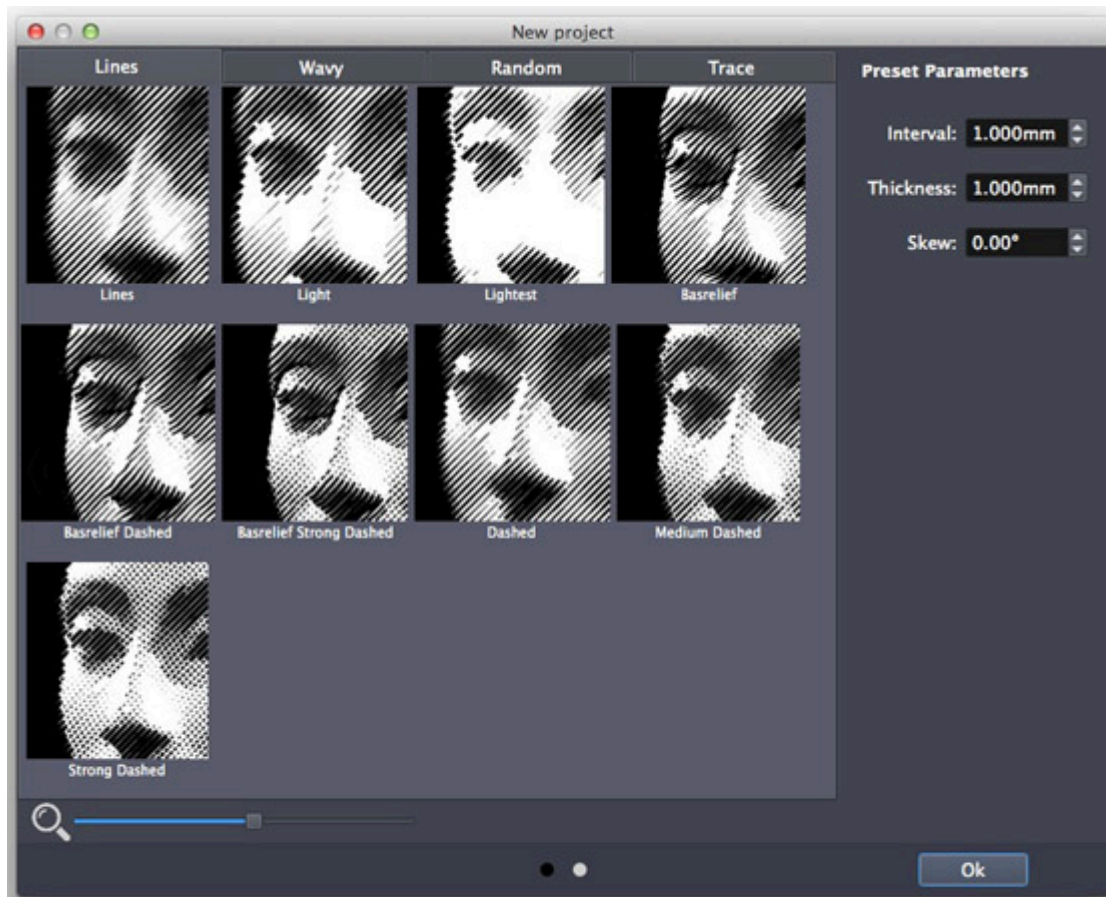 New project
Lines Wavy Random Trace
Preset Parameters
Interval: 1.000mm
Thickness: 1.000mm
Skew: 0.00°
Lines Light Lightest Basrelief
Basrelief Dashed Basrelief Strong Dashed Dashed Medium Dashed
Strong Dashed
Ok